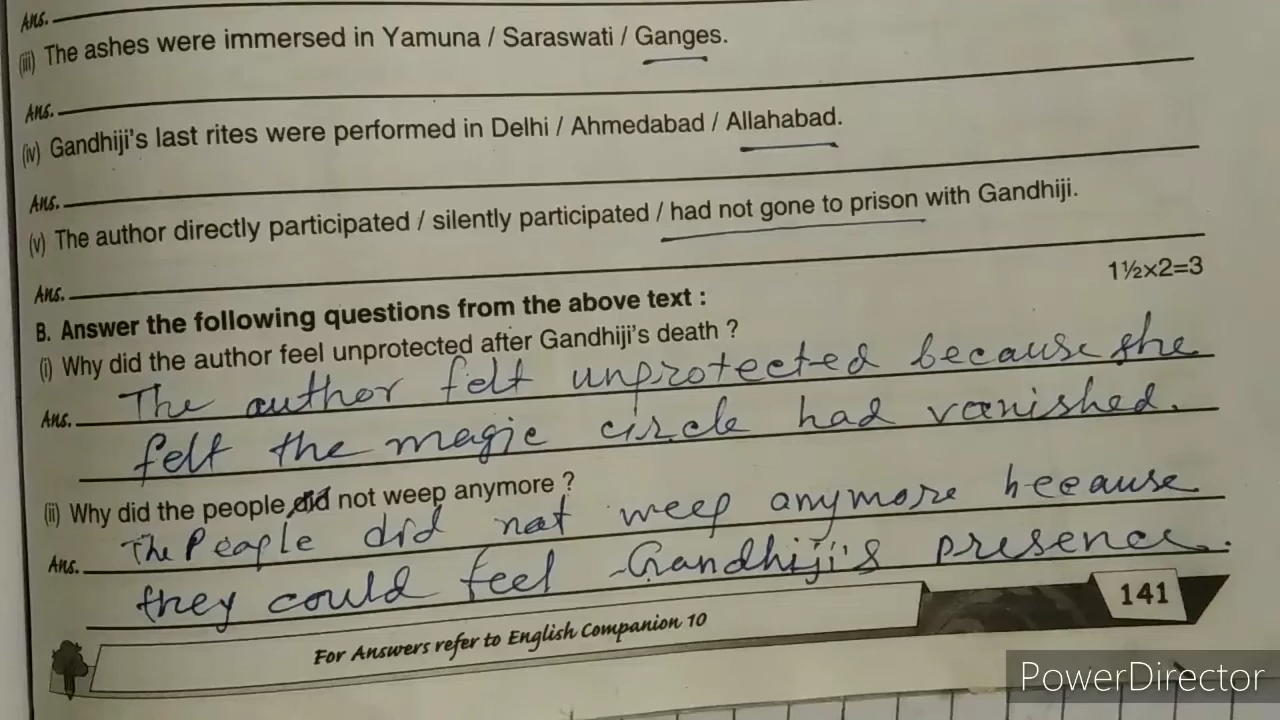 Ans.
(iii) The ashes were immersed in Yamuna / Saraswati / Ganges.
Ans.
(iv) Gandhiji's last rites were performed in Delhi / Ahmedabad / Allahabad.
Ans.
(v) The author directly participated / silently participated / had not gone to prison with Gandhiji.
Ans.
1½×2=3
B. Answer the following questions from the above text :
(i) Why did the author feel unprotected after Gandhiji's death ?
Ans. The author felt unprotected because she
felt the magic circle had vanished.
(ii) Why did the people did not weep anymore ?
Ans. The People did not weep anymore because
they could feel Gandhiji's presence.
141
For Answers refer to English Companion 10
PowerDirector